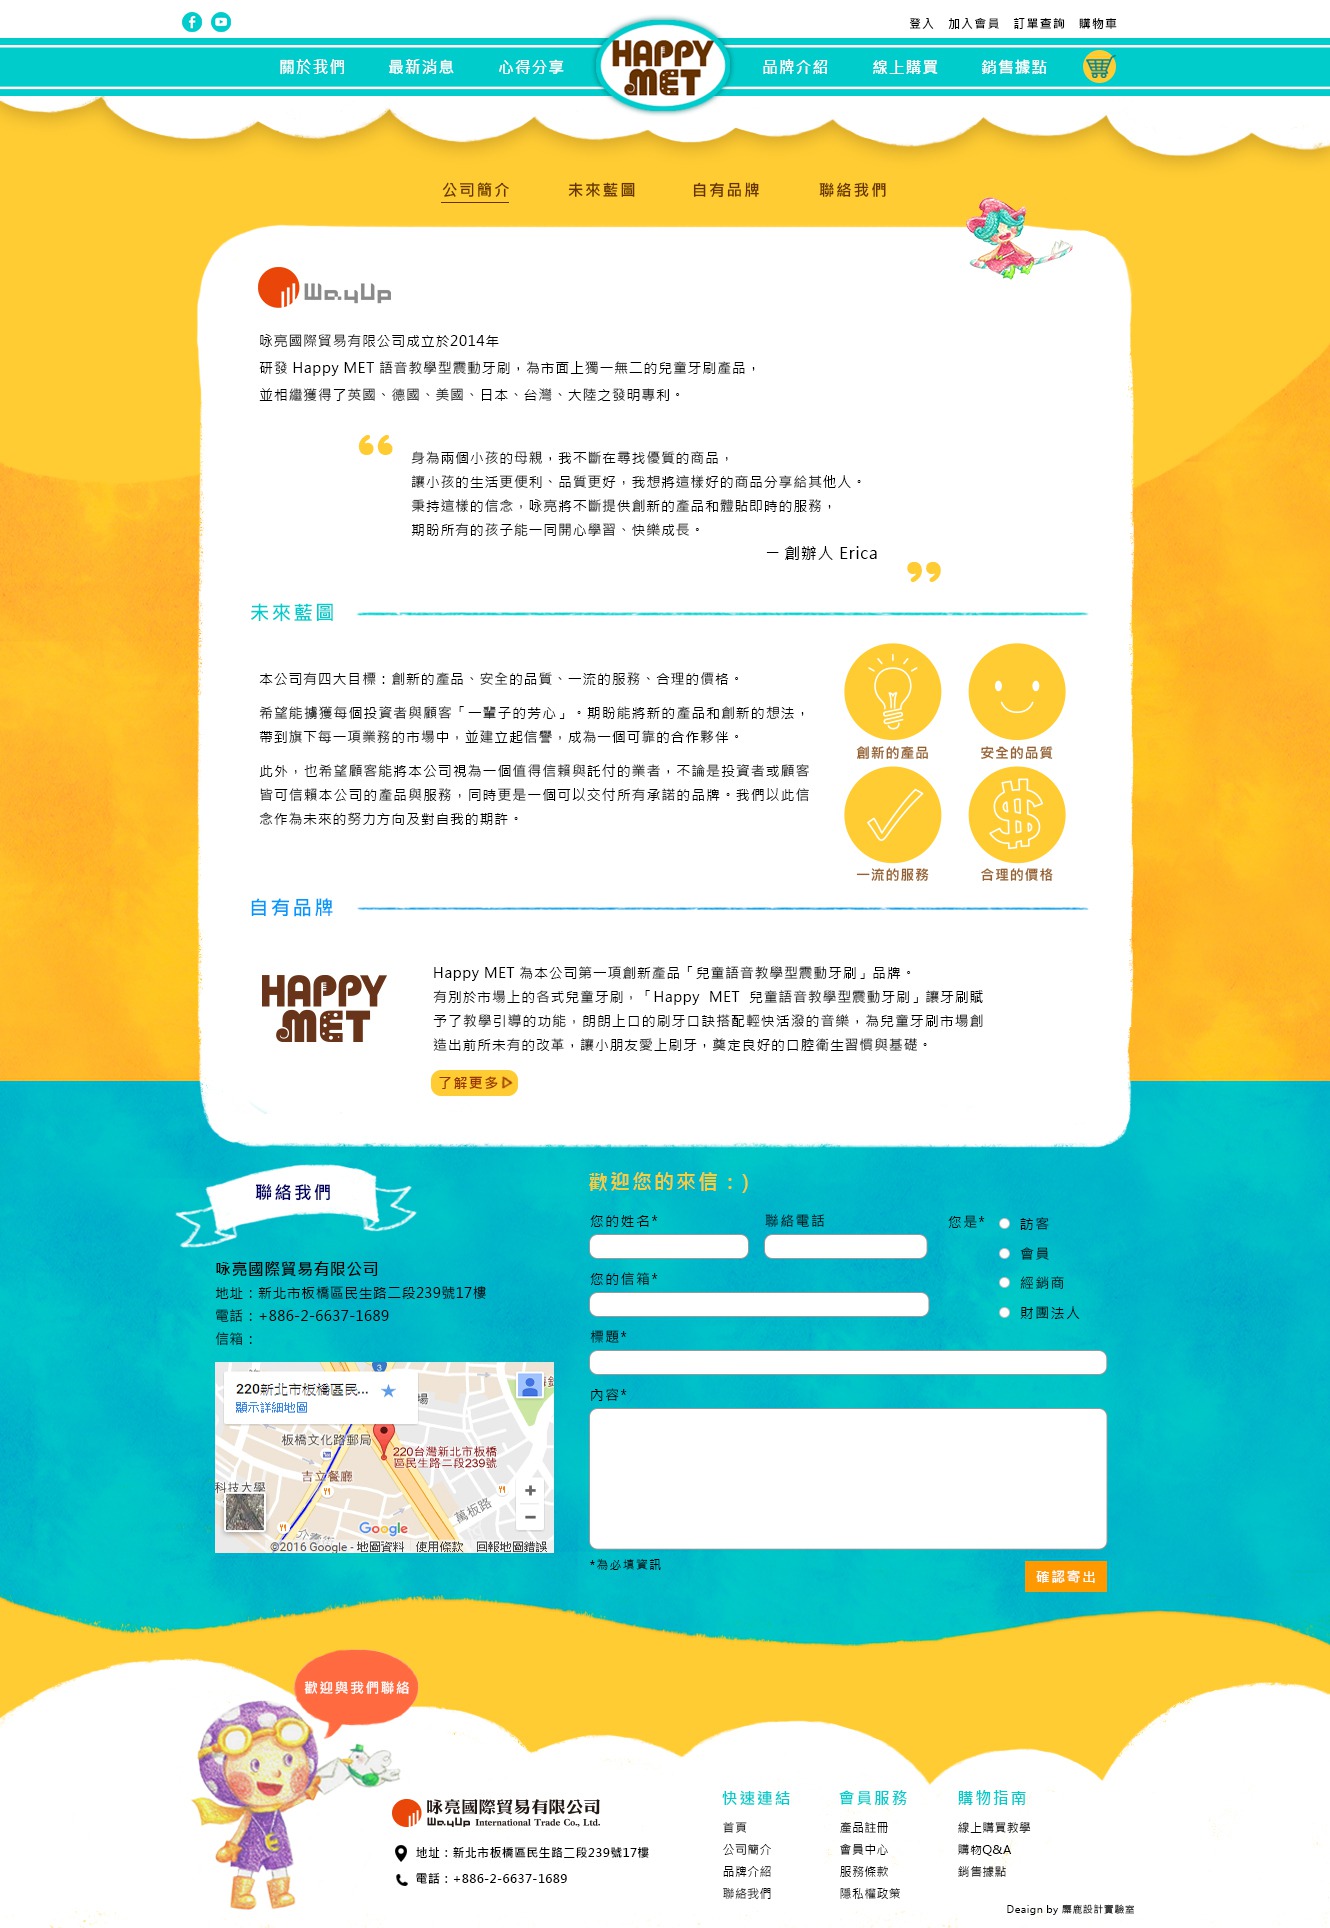 登入 加入會員 訂單查詢 購物車
關於我們 最新消息 心得分享 HAPPY MET 品牌介紹 線上購買 銷售據點
公司簡介 未來藍圖 自有品牌 聯絡我們
WayUp
咏亮國際貿易有限公司成立於2014年
研發 Happy MET 語音教學型震動牙刷，為市面上獨一無二的兒童牙刷產品，
並相繼獲得了英國、德國、美國、日本、台灣、大陸之發明專利。
“
身為兩個小孩的母親，我不斷在尋找優質的商品，
讓小孩的生活更便利、品質更好，我想將這樣好的商品分享給其他人。
秉持這樣的信念，咏亮將不斷提供創新的產品和體貼即時的服務，
期盼所有的孩子能一同開心學習、快樂成長。
— 創辦人 Erica
”
未來藍圖
本公司有四大目標：創新的產品、安全的品質、一流的服務、合理的價格。
希望能擄獲每個投資者與顧客「一輩子的芳心」。期盼能將新的產品和創新的想法，
帶到旗下每一項業務的市場中，並建立起信譽，成為一個可靠的合作夥伴。
此外，也希望顧客能將本公司視為一個值得信賴與託付的業者，不論是投資者或顧客
皆可信賴本公司的產品與服務，同時更是一個可以交付所有承諾的品牌。我們以此信
念作為未來的努力方向及對自我的期許。
創新的產品 安全的品質
一流的服務 合理的價格
自有品牌
HAPPY
MET
Happy MET 為本公司第一項創新產品「兒童語音教學型震動牙刷」品牌。
有別於市場上的各式兒童牙刷，「Happy MET 兒童語音教學型震動牙刷」讓牙刷賦
予了教學引導的功能，朗朗上口的刷牙口訣搭配輕快活潑的音樂，為兒童牙刷市場創
造出前所未有的改革，讓小朋友愛上刷牙，奠定良好的口腔衛生習慣與基礎。
了解更多
聯絡我們
咏亮國際貿易有限公司
地址：新北市板橋區民生路二段239號17樓
電話：+886-2-6637-1689
信箱：
3
220新北市板橋區民...
顯示詳細地圖
場
板橋文化路郵局
220台灣新北市板橋
區民生路二段239號
吉立餐廳
科技大學
萬板路
+
−
Google
©2016 Google - 地圖資料 使用條款 回報地圖錯誤
歡迎您的來信：)
您的姓名* 聯絡電話 您是* 訪客
會員
您的信箱* 經銷商
財團法人
標題*
內容*
*為必填資訊
確認寄出
歡迎與我們聯絡
咏亮國際貿易有限公司
WayUp International Trade Co., Ltd.
地址：新北市板橋區民生路二段239號17樓
電話：+886-2-6637-1689
快速連結
首頁
公司簡介
品牌介紹
聯絡我們
會員服務
產品註冊
會員中心
服務條款
隱私權政策
購物指南
線上購買教學
購物Q&A
銷售據點
Deaign by 麋鹿設計實驗室